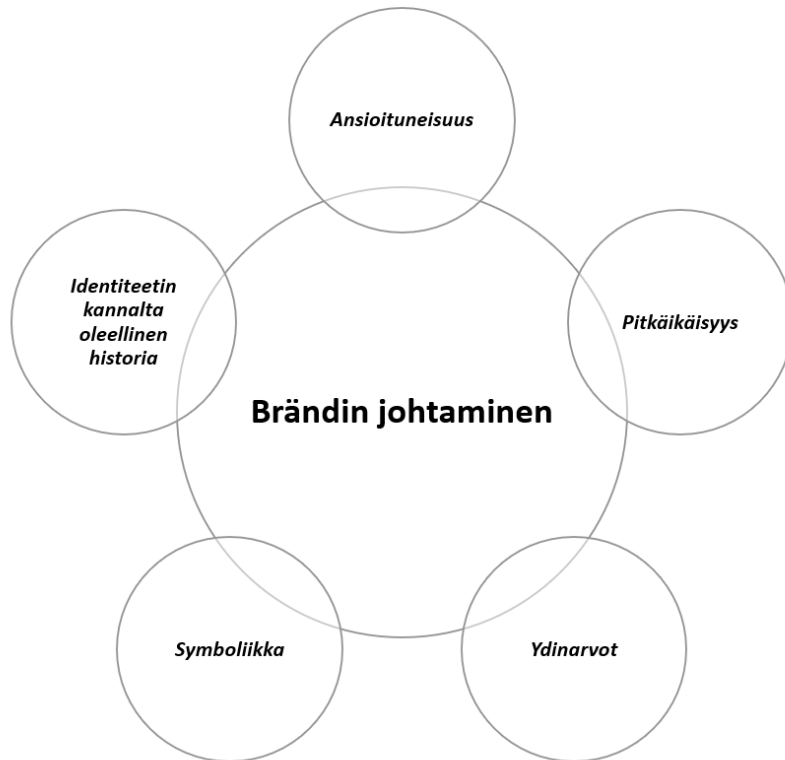 Ansioituneisuus
Identiteetin
kannalta
oleellinen
historia
Pitkäikäisyys
Brändin johtaminen
Symboliikka
Ydinarvot